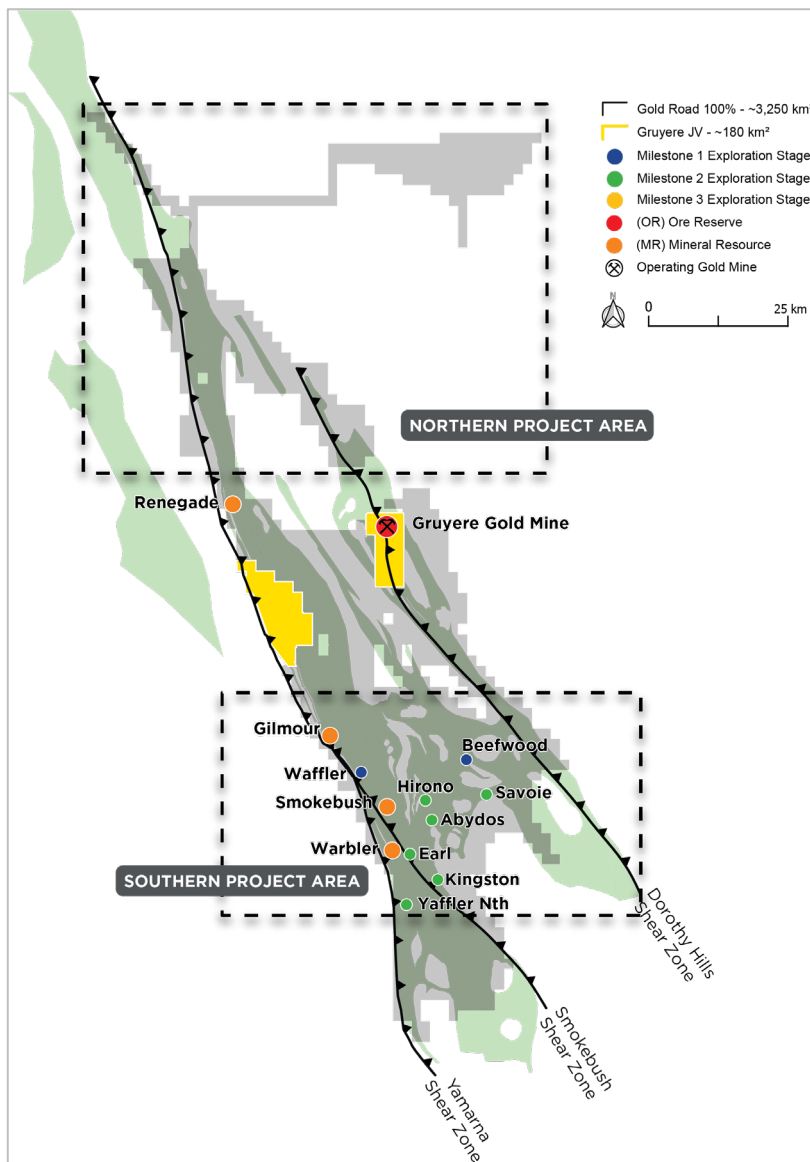 Gold Road 100% - ~3,250 km²
Gruyere JV - ~180 km²
Milestone 1 Exploration Stage
Milestone 2 Exploration Stage
Milestone 3 Exploration Stage
(OR) Ore Reserve
(MR) Mineral Resource
Operating Gold Mine
N
0
25 km
NORTHERN PROJECT AREA
Renegade
Gruyere Gold Mine
Gilmour
Beefwood
Waffler
Hirono
Savoie
Smokebush
Abydos
Warbler
Earl
SOUTHERN PROJECT AREA
Kingston
Yaffler Nth
Dorothy Hills
Shear Zone
Smokebush
Shear Zone
Yamarna
Shear Zone